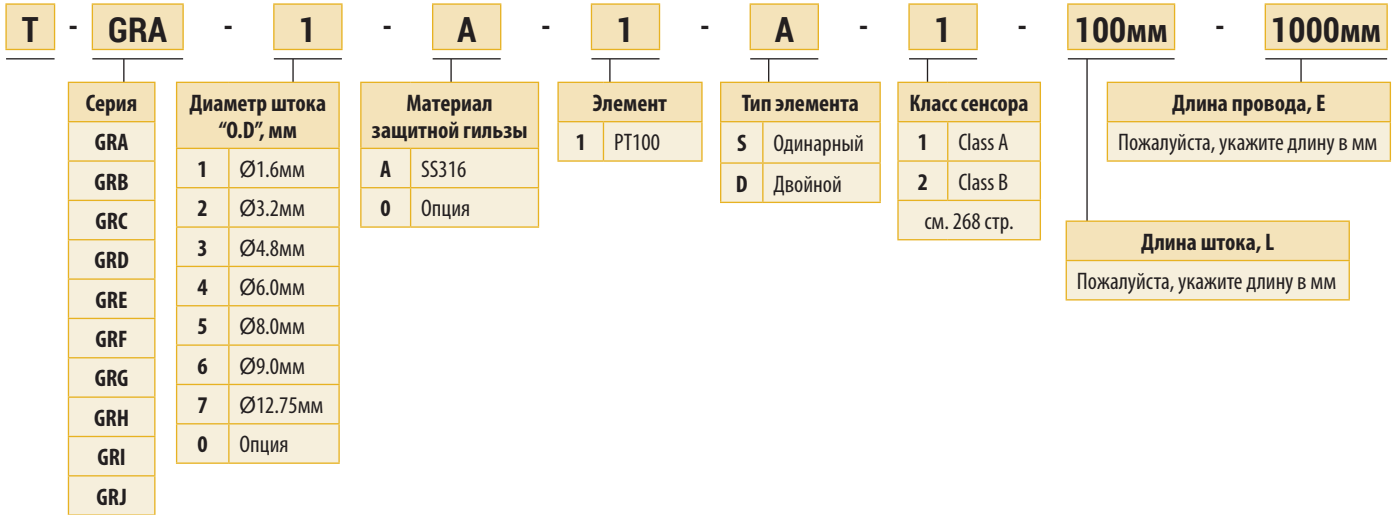 T - GRA - 1 - A - 1 - A - 1 - 100мм - 1000мм
Серия
GRA
GRB
GRC
GRD
GRE
GRF
GRG
GRH
GRI
GRJ
Диаметр штока
“O.D”, мм
1 Ø1.6мм
2 Ø3.2мм
3 Ø4.8мм
4 Ø6.0мм
5 Ø8.0мм
6 Ø9.0мм
7 Ø12.75мм
0 Опция
Материал
защитной гильзы
A SS316
0 Опция
Элемент
1 PT100
Тип элемента
S Одинарный
D Двойной
Класс сенсора
1 Class A
2 Class B
см. 268 стр.
Длина провода, E
Пожалуйста, укажите длину в мм
Длина штока, L
Пожалуйста, укажите длину в мм